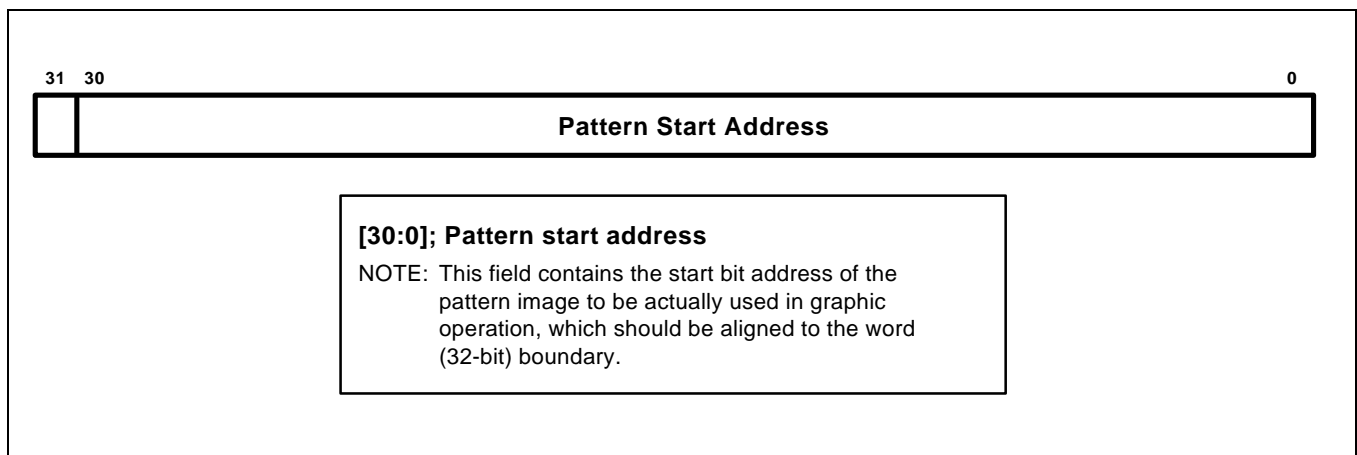 31 30 0
Pattern Start Address
[30:0]; Pattern start address
NOTE: This field contains the start bit address of the
pattern image to be actually used in graphic
operation, which should be aligned to the word
(32-bit) boundary.